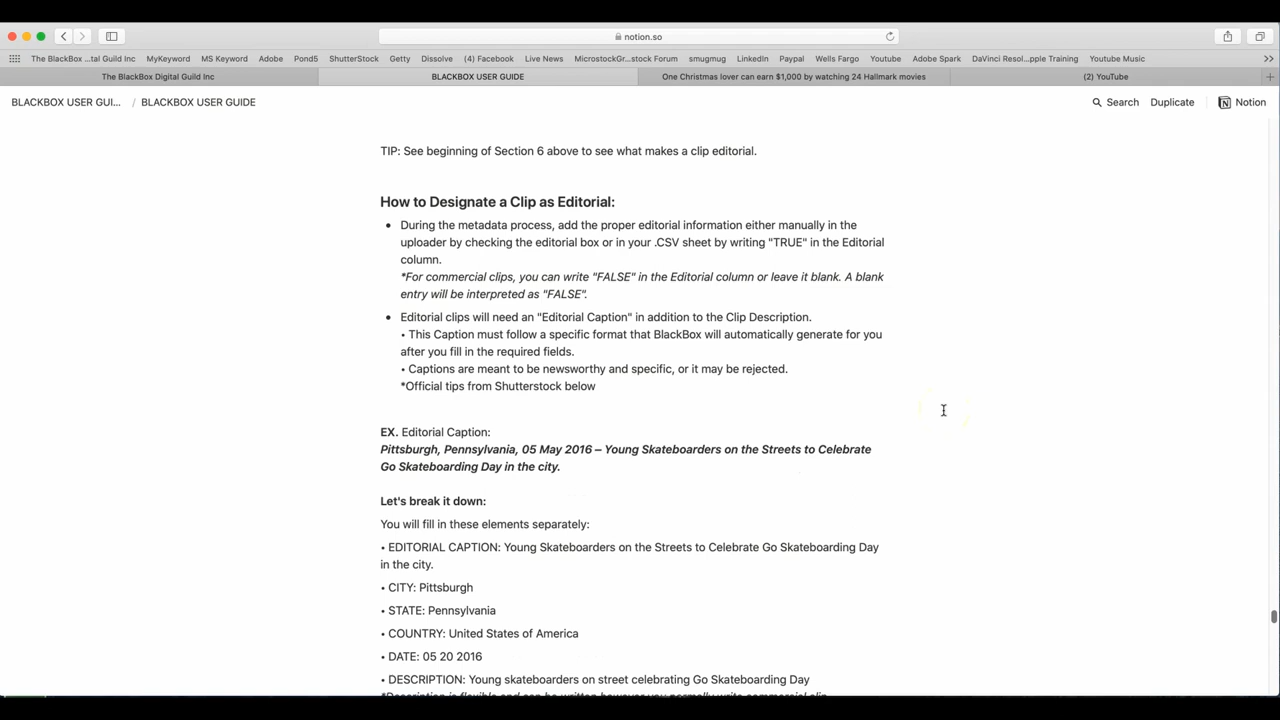 notion.so
The BlackBox ...tal Guild Inc MyKeyword MS Keyword Adobe Pond5 ShutterStock Getty Dissolve (4) Facebook Live News MicrostockGr...stock Forum smugmug LinkedIn Paypal Wells Fargo Youtube Adobe Spark DaVinci Resol...pple Training Youtube Music
The BlackBox Digital Guild Inc BLACKBOX USER GUIDE One Christmas lover can earn $1,000 by watching 24 Hallmark movies (2) YouTube
BLACKBOX USER GUI... / BLACKBOX USER GUIDE Search Duplicate Notion
TIP: See beginning of Section 6 above to see what makes a clip editorial.
How to Designate a Clip as Editorial:
• During the metadata process, add the proper editorial information either manually in the
uploader by checking the editorial box or in your .CSV sheet by writing "TRUE" in the Editorial
column.
*For commercial clips, you can write "FALSE" in the Editorial column or leave it blank. A blank
entry will be interpreted as "FALSE".
• Editorial clips will need an "Editorial Caption" in addition to the Clip Description.
• This Caption must follow a specific format that BlackBox will automatically generate for you
after you fill in the required fields.
• Captions are meant to be newsworthy and specific, or it may be rejected.
*Official tips from Shutterstock below
EX. Editorial Caption:
Pittsburgh, Pennsylvania, 05 May 2016 – Young Skateboarders on the Streets to Celebrate
Go Skateboarding Day in the city.
Let's break it down:
You will fill in these elements separately:
• EDITORIAL CAPTION: Young Skateboarders on the Streets to Celebrate Go Skateboarding Day
in the city.
• CITY: Pittsburgh
• STATE: Pennsylvania
• COUNTRY: United States of America
• DATE: 05 20 2016
• DESCRIPTION: Young skateboarders on street celebrating Go Skateboarding Day
*Description is flexible and can be written however you normally write commercial clip